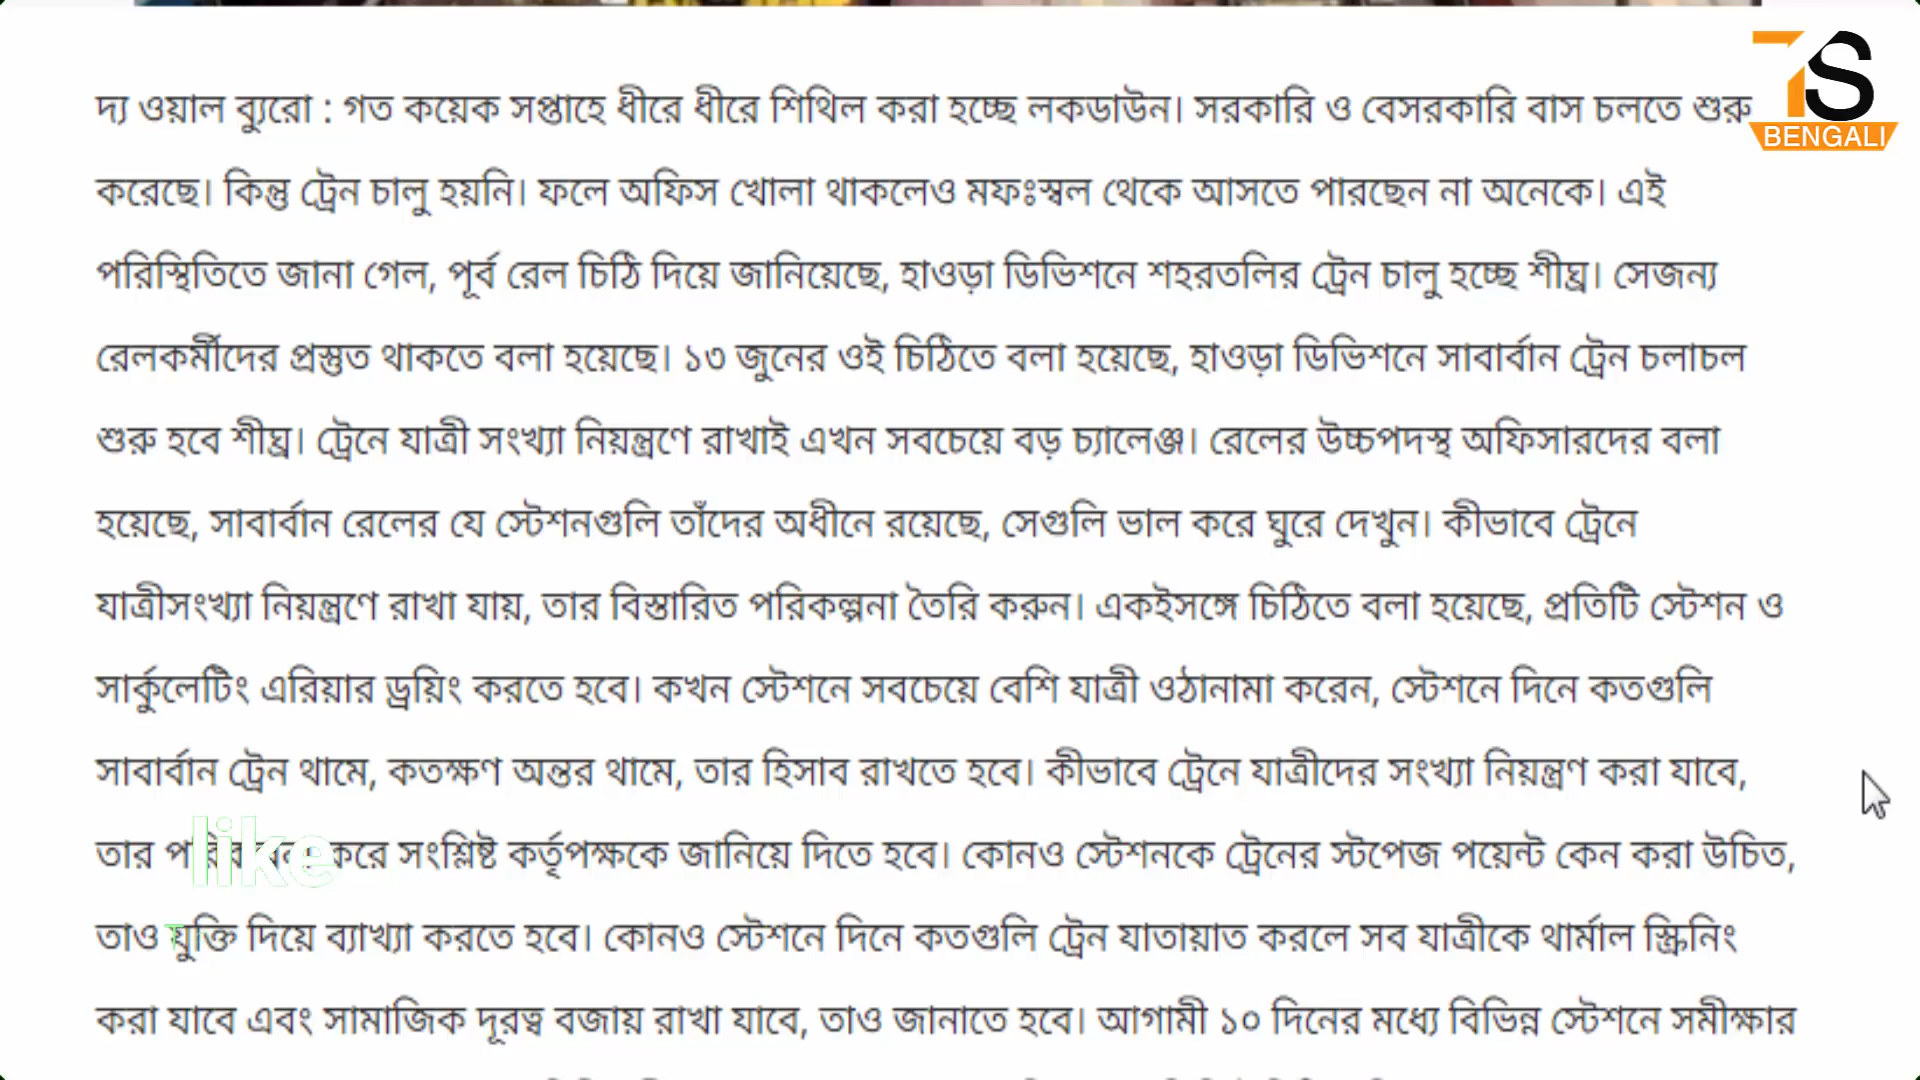 7S
BENGALI
দ্য ওয়াল ব্যুরো : গত কয়েক সপ্তাহে ধীরে ধীরে শিথিল করা হচ্ছে লকডাউন। সরকারি ও বেসরকারি বাস চলতে শুরু
করেছে। কিন্তু ট্রেন চালু হয়নি। ফলে অফিস খোলা থাকলেও মফঃস্বল থেকে আসতে পারছেন না অনেকে। এই
পরিস্থিতিতে জানা গেল, পূর্ব রেল চিঠি দিয়ে জানিয়েছে, হাওড়া ডিভিশনে শহরতলির ট্রেন চালু হচ্ছে শীঘ্র। সেজন্য
রেলকর্মীদের প্রস্তুত থাকতে বলা হয়েছে। ১৩ জুনের ওই চিঠিতে বলা হয়েছে, হাওড়া ডিভিশনে সাবার্বান ট্রেন চলাচল
শুরু হবে শীঘ্র। ট্রেনে যাত্রী সংখ্যা নিয়ন্ত্রণে রাখাই এখন সবচেয়ে বড় চ্যালেঞ্জ। রেলের উচ্চপদস্থ অফিসারদের বলা
হয়েছে, সাবার্বান রেলের যে স্টেশনগুলি তাঁদের অধীনে রয়েছে, সেগুলি ভাল করে ঘুরে দেখুন। কীভাবে ট্রেনে
যাত্রীসংখ্যা নিয়ন্ত্রণে রাখা যায়, তার বিস্তারিত পরিকল্পনা তৈরি করুন। একইসঙ্গে চিঠিতে বলা হয়েছে, প্রতিটি স্টেশন ও
সার্কুলেটিং এরিয়ার ড্রয়িং করতে হবে। কখন স্টেশনে সবচেয়ে বেশি যাত্রী ওঠানামা করেন, স্টেশনে দিনে কতগুলি
সাবার্বান ট্রেন থামে, কতক্ষণ অন্তর থামে, তার হিসাব রাখতে হবে। কীভাবে ট্রেনে যাত্রীদের সংখ্যা নিয়ন্ত্রণ করা যাবে,
তার করে সংশ্লিষ্ট কর্তৃপক্ষকে জানিয়ে দিতে হবে। কোনও স্টেশনকে ট্রেনের স্টপেজ পয়েন্ট কেন করা উচিত,
like
তাও যুক্তি দিয়ে ব্যাখ্যা করতে হবে। কোনও স্টেশনে দিনে কতগুলি ট্রেন যাতায়াত করলে সব যাত্রীকে থার্মাল স্ক্রিনিং
করা যাবে এবং সামাজিক দূরত্ব বজায় রাখা যাবে, তাও জানাতে হবে। আগামী ১০ দিনের মধ্যে বিভিন্ন স্টেশনে সমীক্ষার